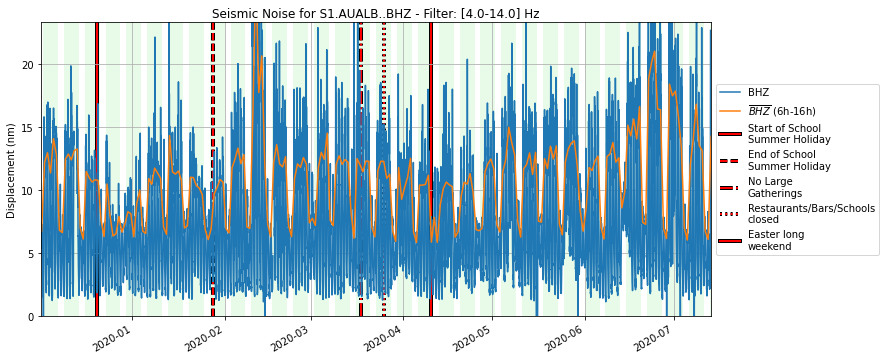 Seismic Noise for S1.AUALB..BHZ - Filter: [4.0-14.0] Hz
Displacement (nm)
20
15
10
5
0
2020-01
2020-02
2020-03
2020-04
2020-05
2020-06
2020-07
BHZ
BHZ (6h-16h)
Start of School
Summer Holiday
End of School
Summer Holiday
No Large
Gatherings
Restaurants/Bars/Schools
closed
Easter long
weekend